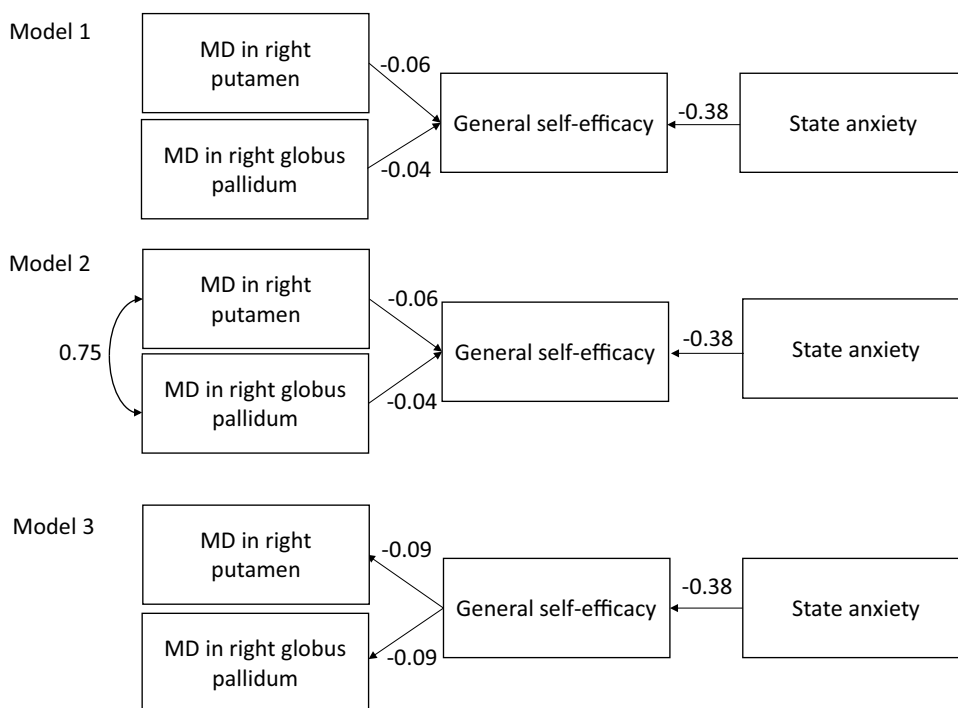 Model 1
MD in right
putamen
-0.06
General self-efficacy
-0.38
State anxiety
MD in right globus
pallidum
-0.04
Model 2
MD in right
putamen
-0.06
0.75
General self-efficacy
-0.38
State anxiety
MD in right globus
pallidum
-0.04
Model 3
MD in right
putamen
-0.09
General self-efficacy
-0.38
State anxiety
MD in right globus
pallidum
-0.09